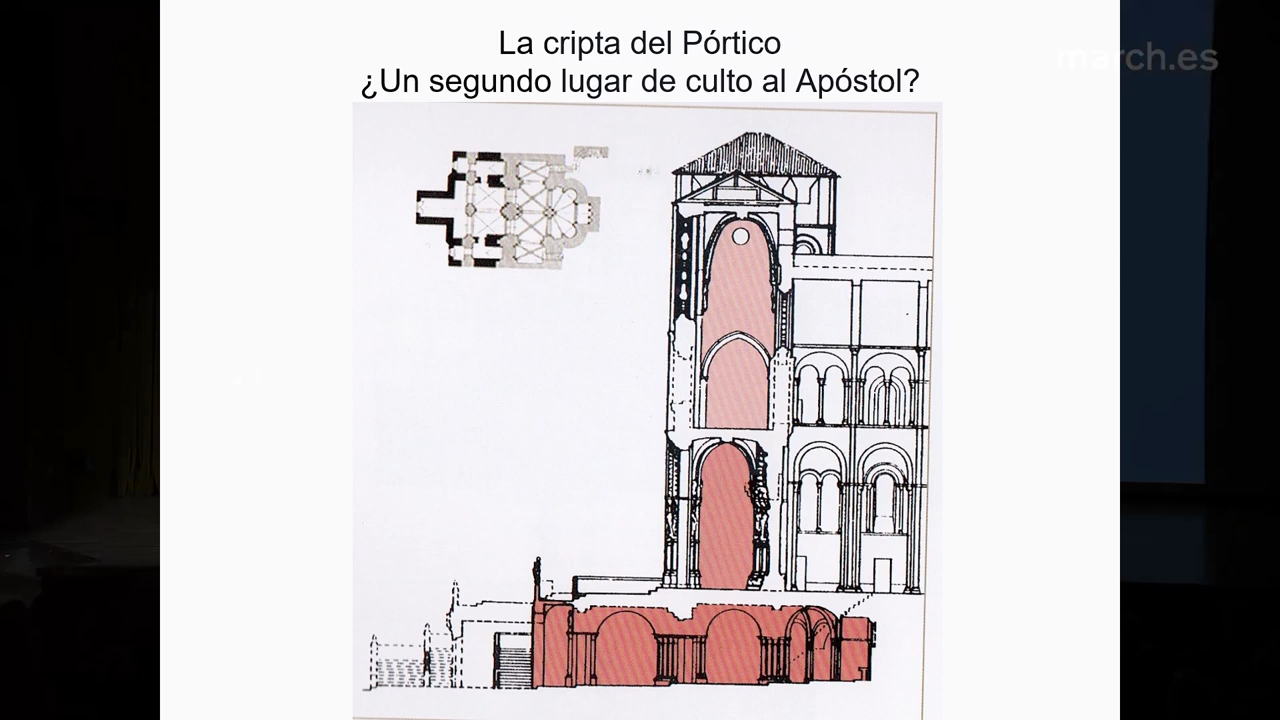 La cripta del Pórtico
¿Un segundo lugar de culto al Apóstol?
march.es